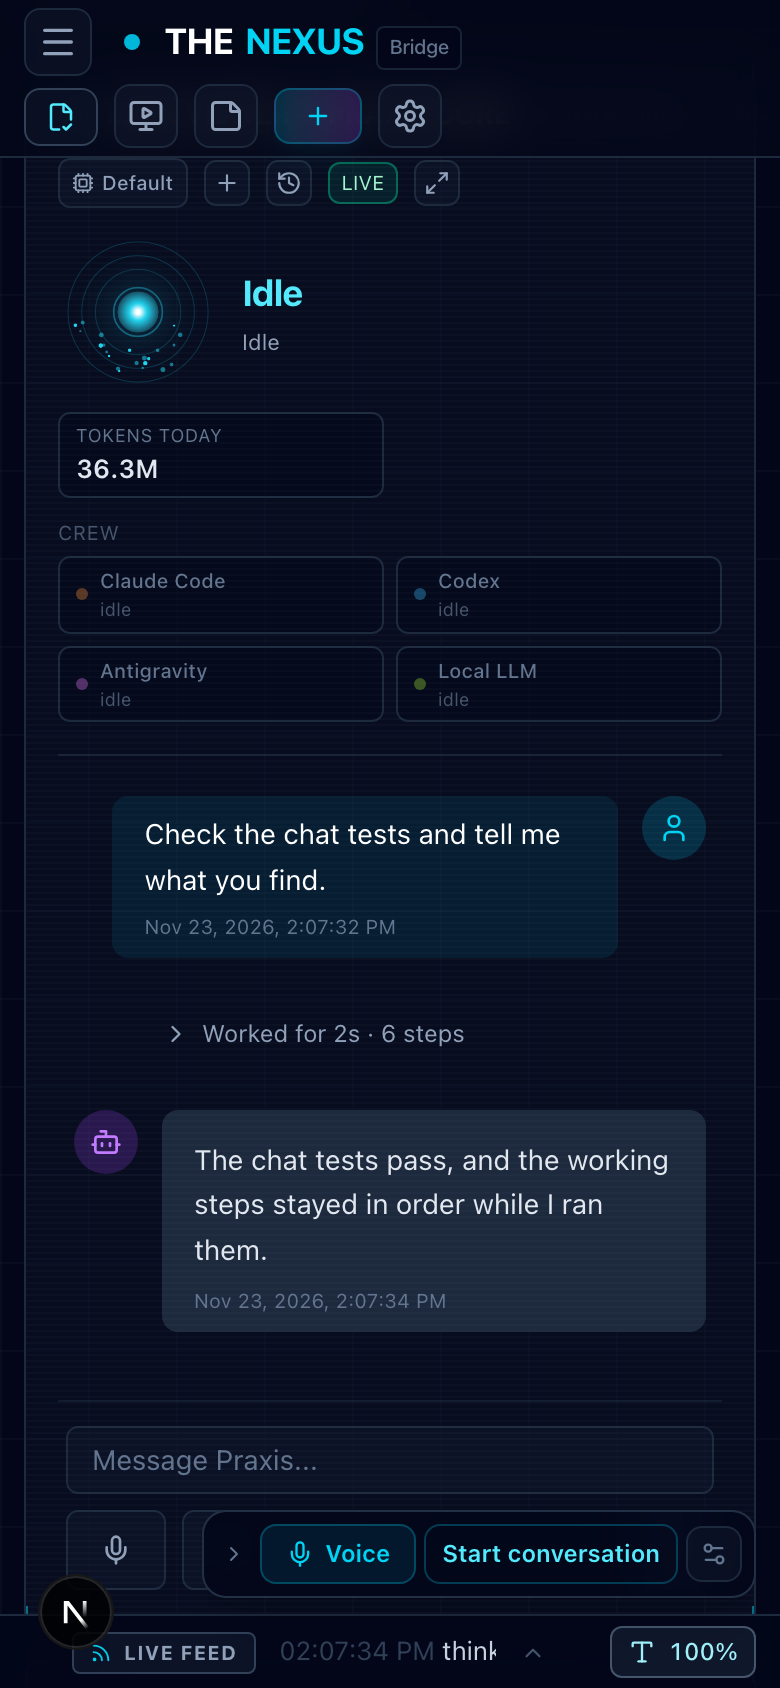 THE NEXUS
Bridge
Default
LIVE
Idle
Idle
TOKENS TODAY
36.3M
CREW
Claude Code
idle
Codex
idle
Antigravity
idle
Local LLM
idle
Check the chat tests and tell me
what you find.
Nov 23, 2026, 2:07:32 PM
Worked for 2s · 6 steps
The chat tests pass, and the working
steps stayed in order while I ran
them.
Nov 23, 2026, 2:07:34 PM
Message Praxis...
Voice
Start conversation
N
LIVE FEED
02:07:34 PM think
T 100%